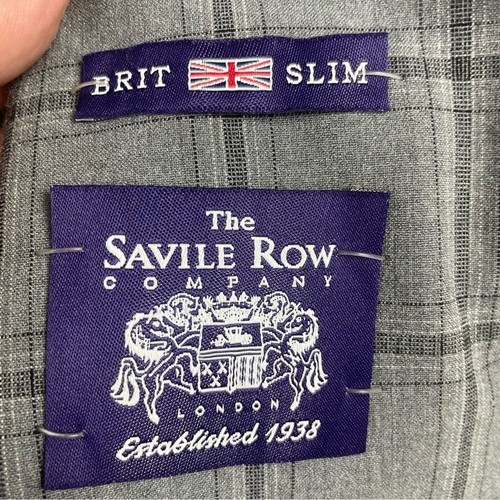 BRIT SLIM
The
SAVILE ROW
COMPANY
LONDON
Established 1938